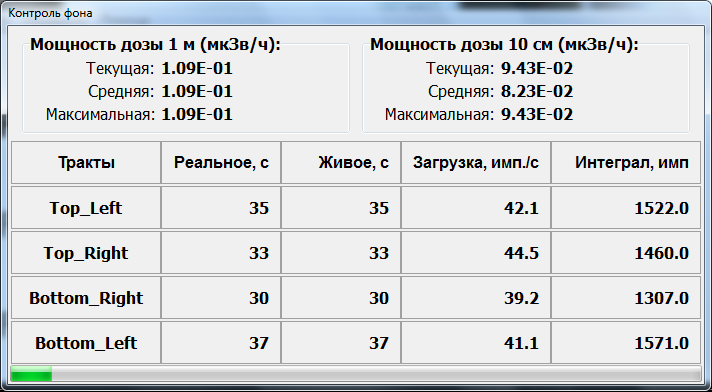 Контроль фона
Мощность дозы 1 м (мкЗв/ч):
Текущая: 1.09E-01
Средняя: 1.09E-01
Максимальная: 1.09E-01
Мощность дозы 10 см (мкЗв/ч):
Текущая: 9.43E-02
Средняя: 8.23E-02
Максимальная: 9.43E-02
Тракты Реальное, с Живое, с Загрузка, имп./с Интеграл, имп
Top_Left 35 35 42.1 1522.0
Top_Right 33 33 44.5 1460.0
Bottom_Right 30 30 39.2 1307.0
Bottom_Left 37 37 41.1 1571.0